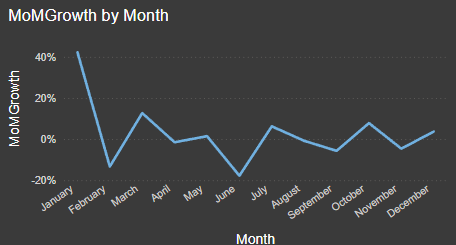 MoMGrowth by Month
MoMGrowth
40%
20%
0%
-20%
January
February
March
April
May
June
July
August
September
October
November
December
Month